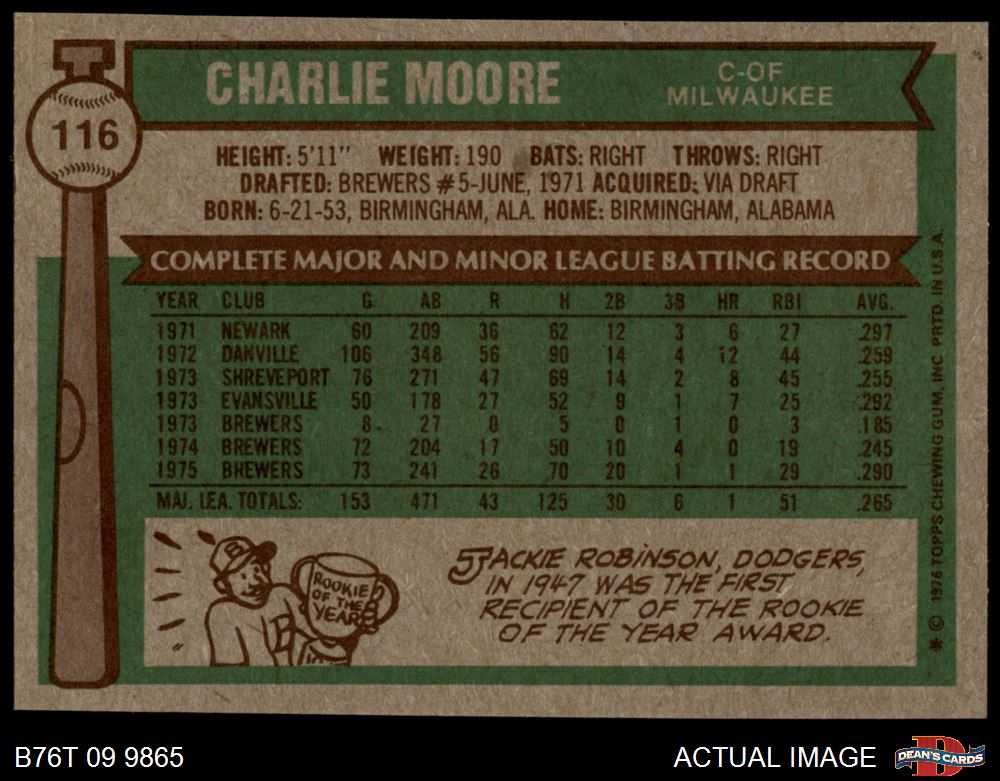 116
CHARLIE MOORE
C-OF
MILWAUKEE
HEIGHT: 5'11" WEIGHT: 190 BATS: RIGHT THROWS: RIGHT
DRAFTED: BREWERS #5-JUNE, 1971 ACQUIRED: VIA DRAFT
BORN: 6-21-53, BIRMINGHAM, ALA. HOME: BIRMINGHAM, ALABAMA
COMPLETE MAJOR AND MINOR LEAGUE BATTING RECORD
YEAR CLUB G AB R H 2B 3B HR RBI AVG.
1971 NEWARK 60 209 36 62 12 3 6 27 .297
1972 DANVILLE 106 348 56 90 14 4 12 44 .259
1973 SHREVEPORT 76 271 47 69 14 2 8 45 .255
1973 EVANSVILLE 50 178 27 52 9 1 7 25 .292
1973 BREWERS 8 27 0 5 0 1 0 3 .185
1974 BREWERS 72 204 17 50 10 4 0 19 .245
1975 BREWERS 73 241 26 70 20 1 1 29 .290
MAJ. LEA. TOTALS: 153 471 43 125 30 6 1 51 .265
B
ROOKIE
OF THE
YEAR
JACKIE ROBINSON, DODGERS,
IN 1947 WAS THE FIRST
RECIPIENT OF THE ROOKIE
OF THE YEAR AWARD.
* © 1976 TOPPS CHEWING GUM, INC PRTD. IN U.S.A.
B76T 09 9865
ACTUAL IMAGE
D
DEAN'S CARDS